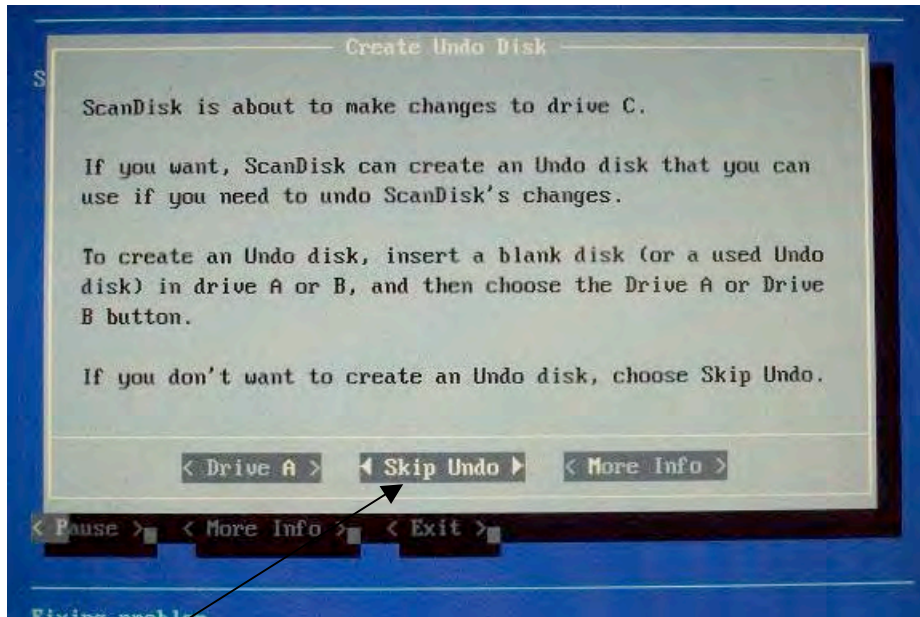 Create Undo Disk
S
ScanDisk is about to make changes to drive C.
If you want, ScanDisk can create an Undo disk that you can
use if you need to undo ScanDisk's changes.
To create an Undo disk, insert a blank disk (or a used Undo
disk) in drive A or B, and then choose the Drive A or Drive
B button.
If you don't want to create an Undo disk, choose Skip Undo.
< Drive A > ◄ Skip Undo ► < More Info >
< Pause > < More Info > < Exit >
Fixing problem